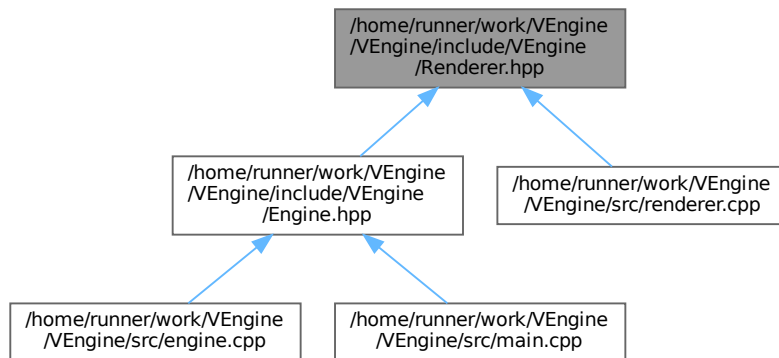 /home/runner/work/VEngine
/VEngine/include/VEngine
/Renderer.hpp
/home/runner/work/VEngine
/VEngine/include/VEngine
/Engine.hpp
/home/runner/work/VEngine
/VEngine/src/renderer.cpp
/home/runner/work/VEngine
/VEngine/src/engine.cpp
/home/runner/work/VEngine
/VEngine/src/main.cpp